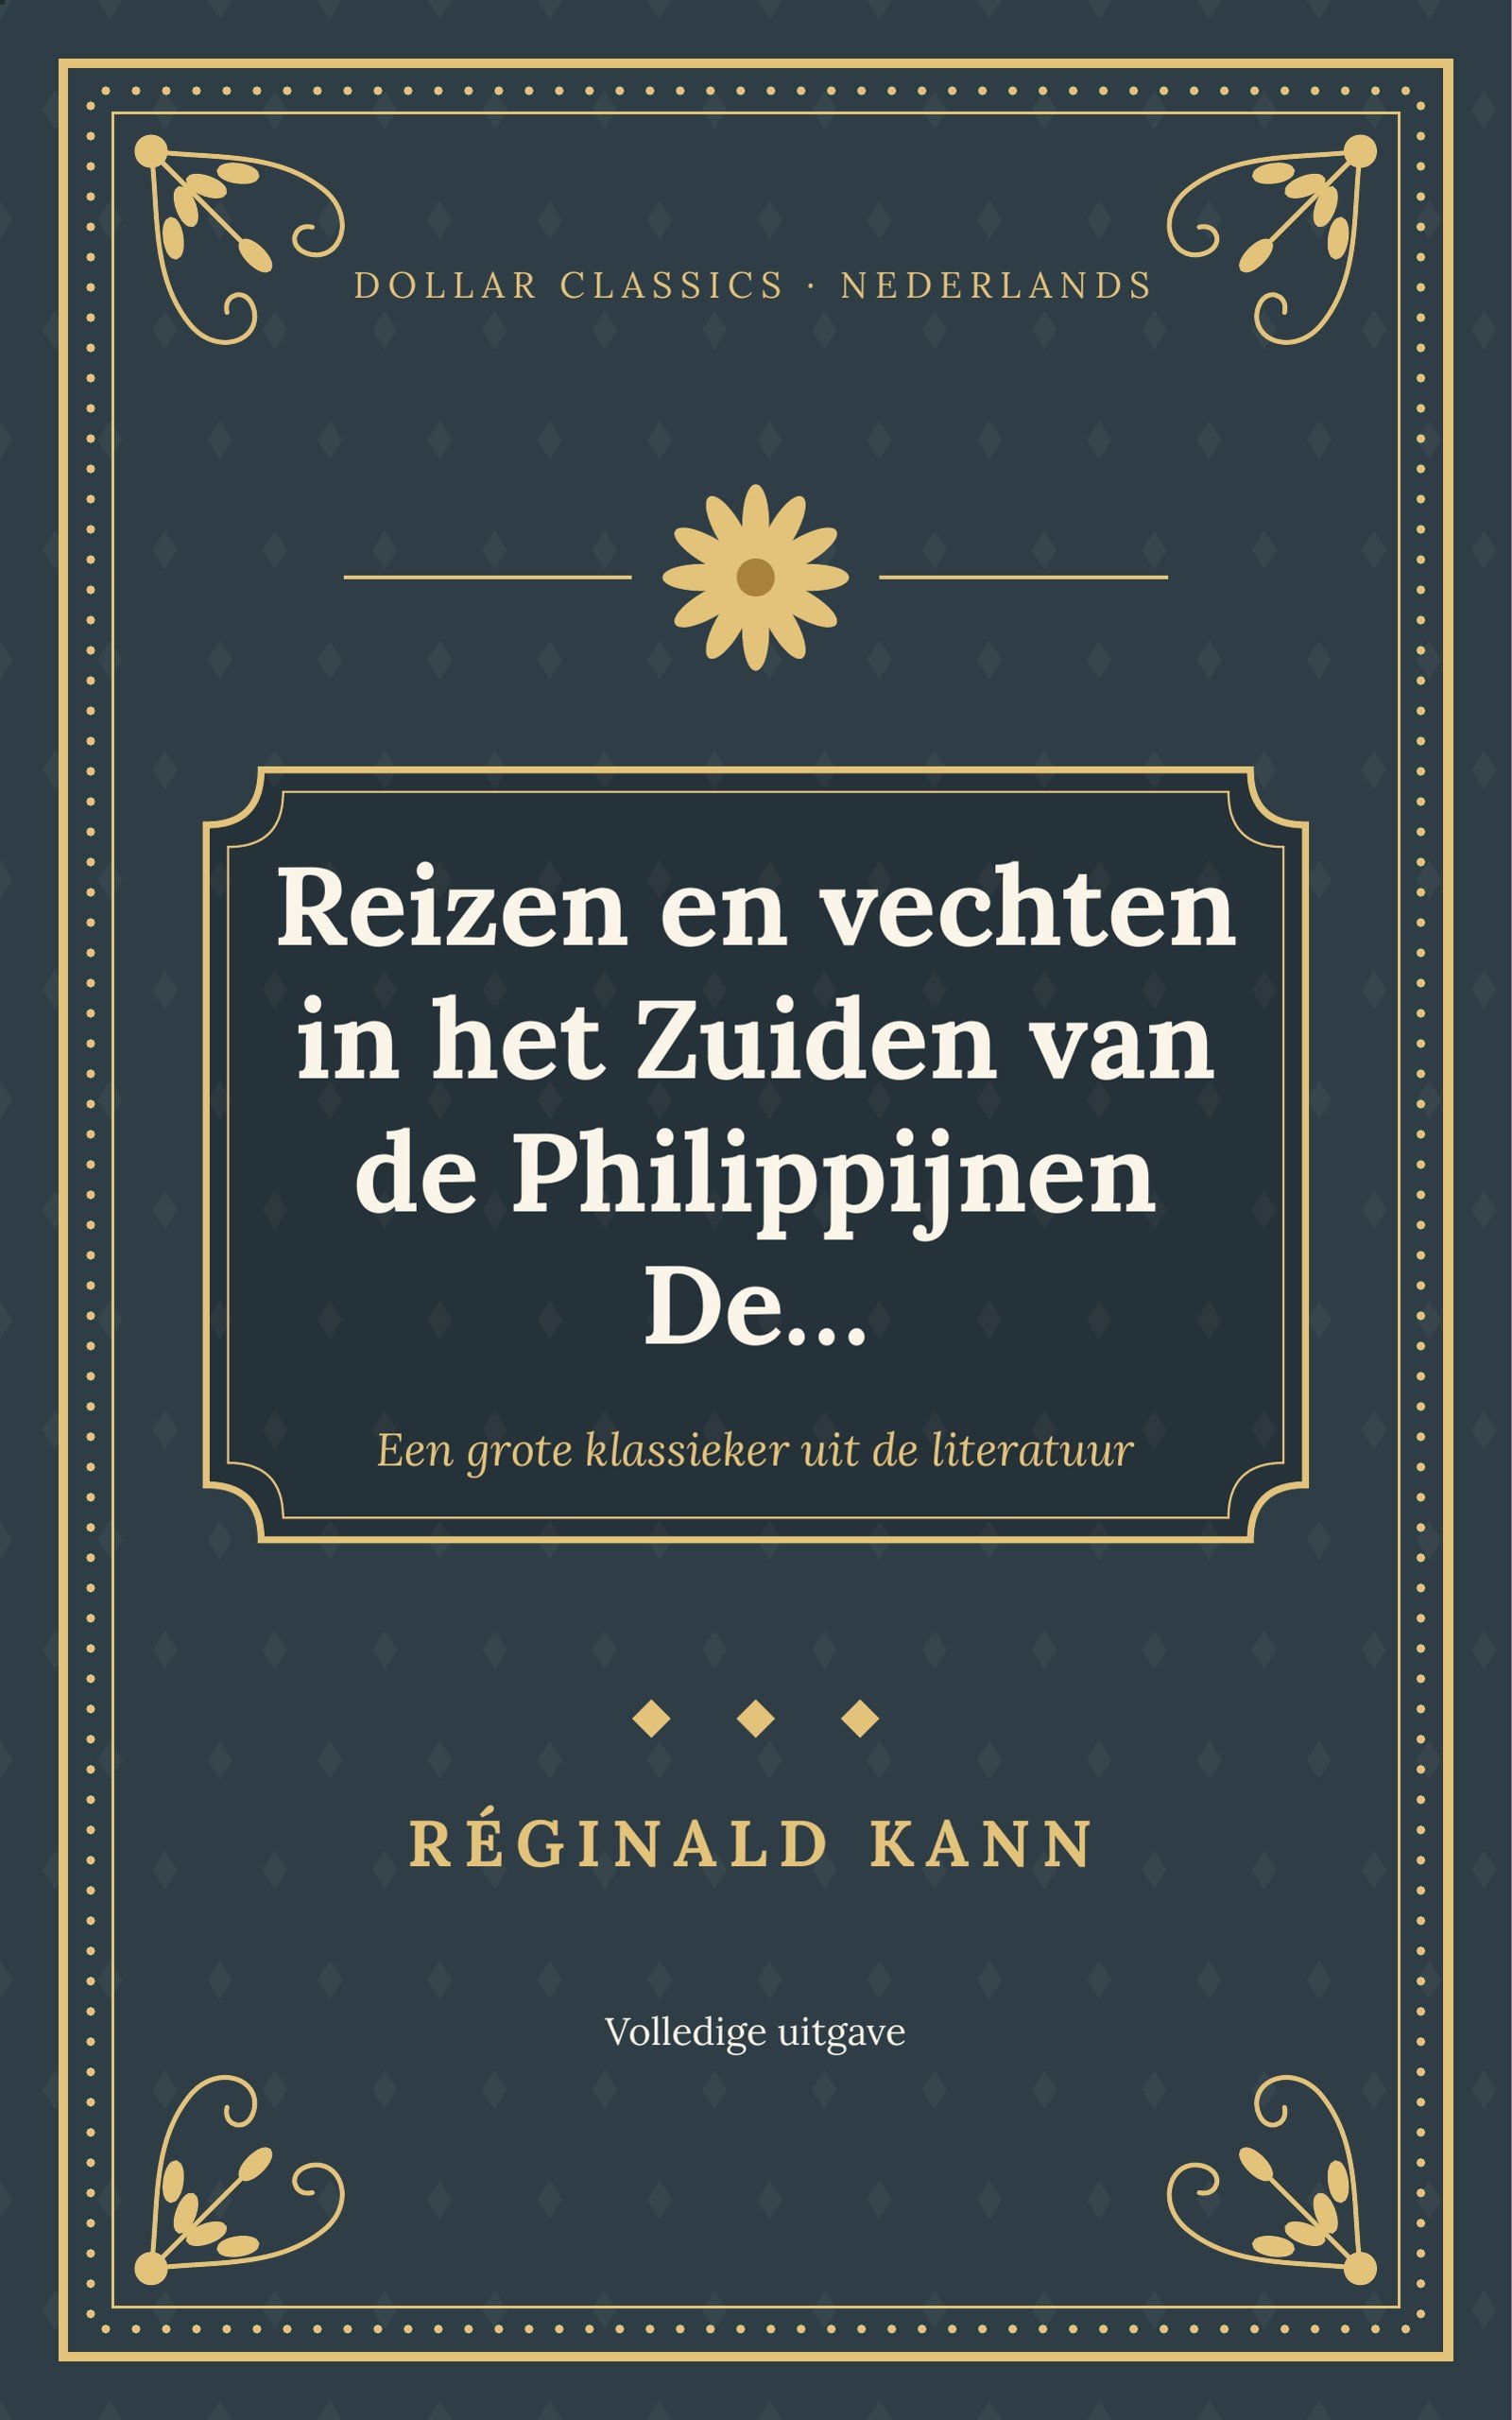 DOLLAR CLASSICS · NEDERLANDS
Reizen en vechten
in het Zuiden van
de Philippijnen
De...
Een grote klassieker uit de literatuur
RÉGINALD KANN
Volledige uitgave